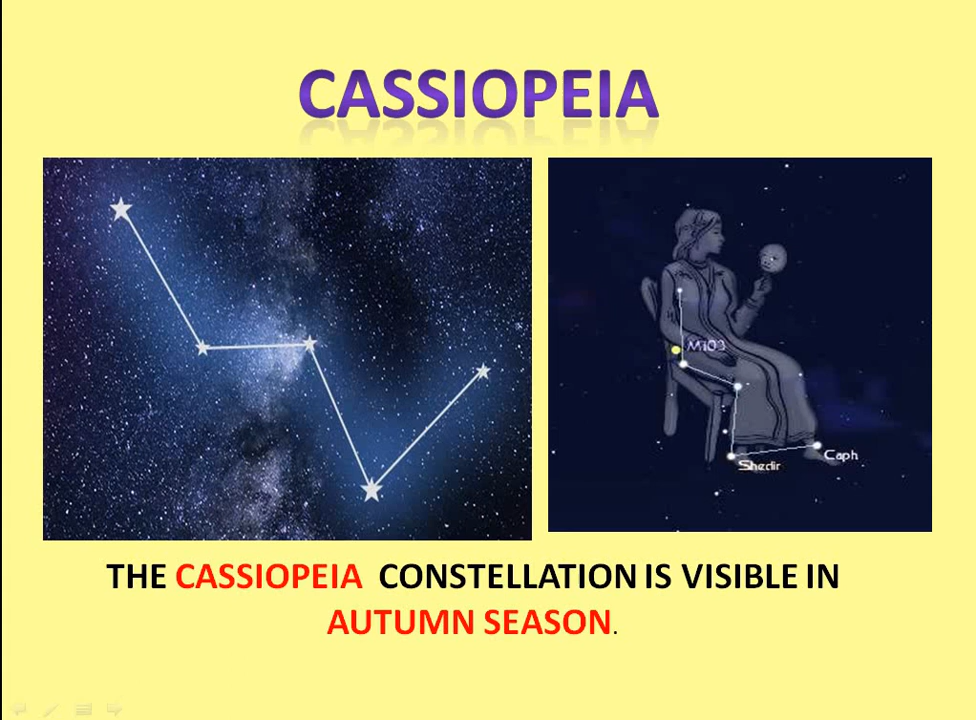 CASSIOPEIA
M103
Shedir
Caph
THE CASSIOPEIA CONSTELLATION IS VISIBLE IN
AUTUMN SEASON.